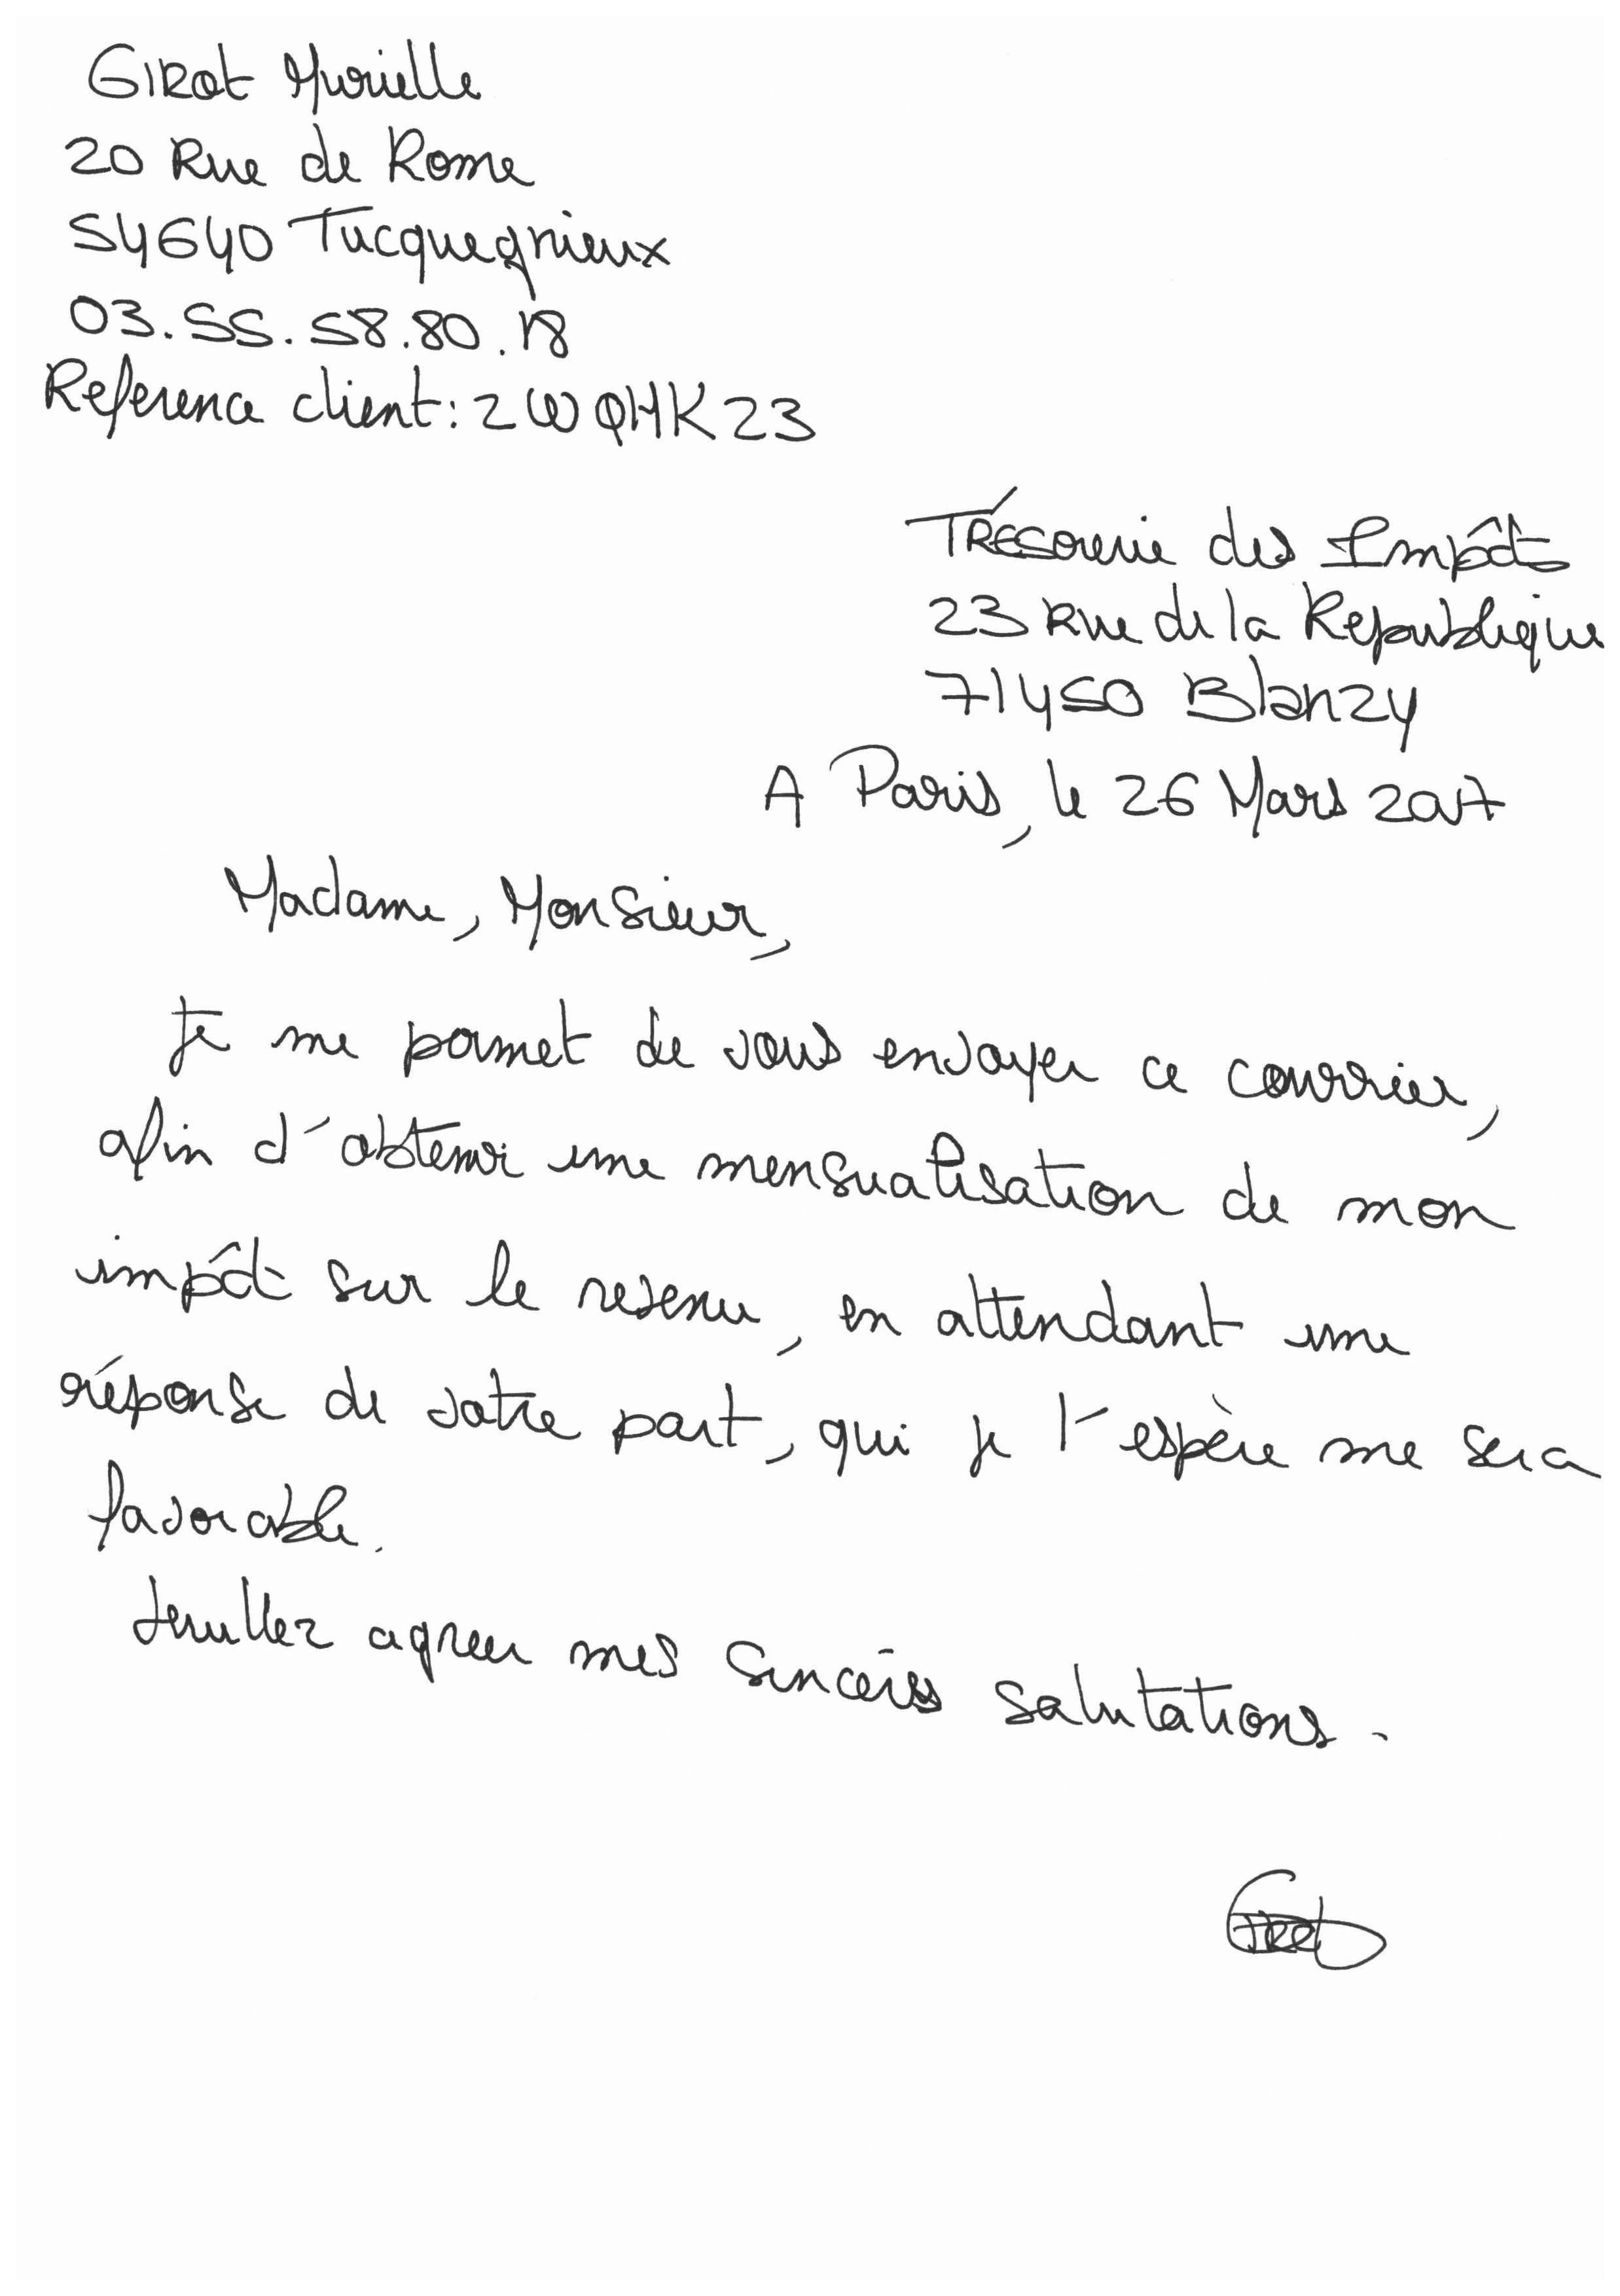 GIRot Murielle
20 Rue de Rome
54640 Tucquegnieux
03.55.58.80.18
Reference client: 2WQHK23
TRÉSorerie des Impôts
23 Rue de la Republique
71450 Blanzy
A Paris, le 26 Mars 2017
Madame, Monsieur,
Je me permet de vous envoyer ce courrier,
afin d'obtenir une mensualisation de mon
impôt sur le revenu, en attendant une
réponse de votre part, qui je l'espère me sera
favorable.
Veuillez agreer mes sincères salutations.